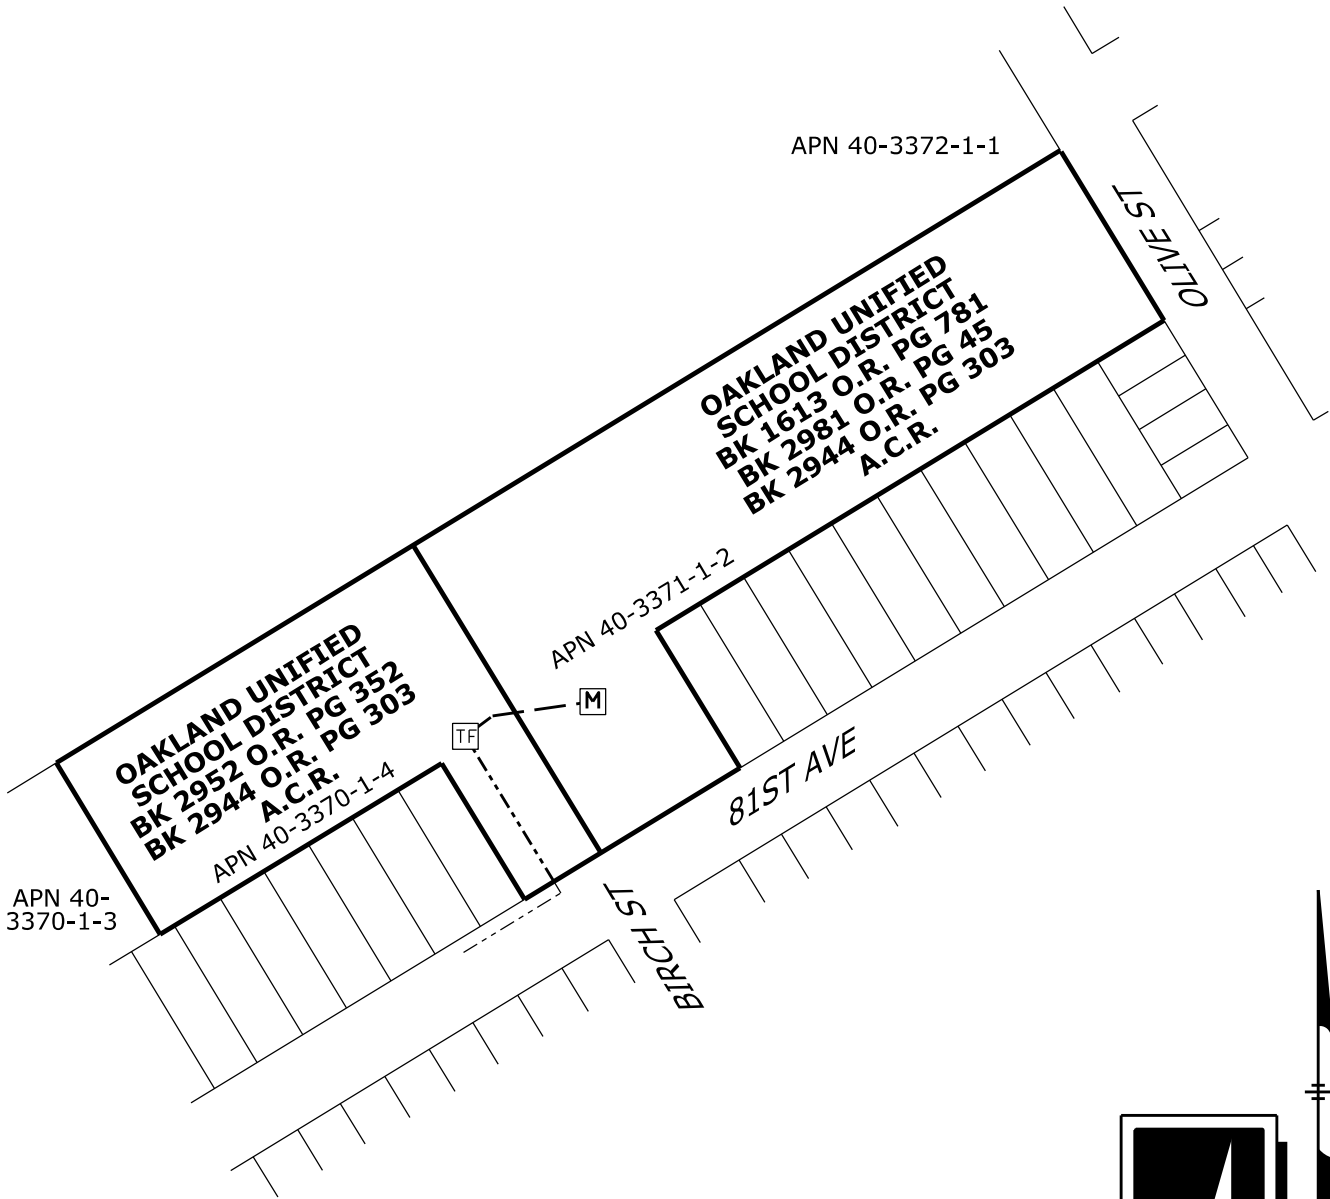 APN 40-3372-1-1
OLIVE ST
OAKLAND UNIFIED
SCHOOL DISTRICT
BK 1613 O.R. PG 781
BK 2981 O.R. PG 45
BK 2944 O.R. PG 303
A.C.R.
APN 40-3371-1-2
M
TF
OAKLAND UNIFIED
SCHOOL DISTRICT
BK 2952 O.R. PG 352
BK 2944 O.R. PG 303
A.C.R.
APN 40-3370-1-4
81ST AVE
APN 40-
3370-1-3
BIRCH ST